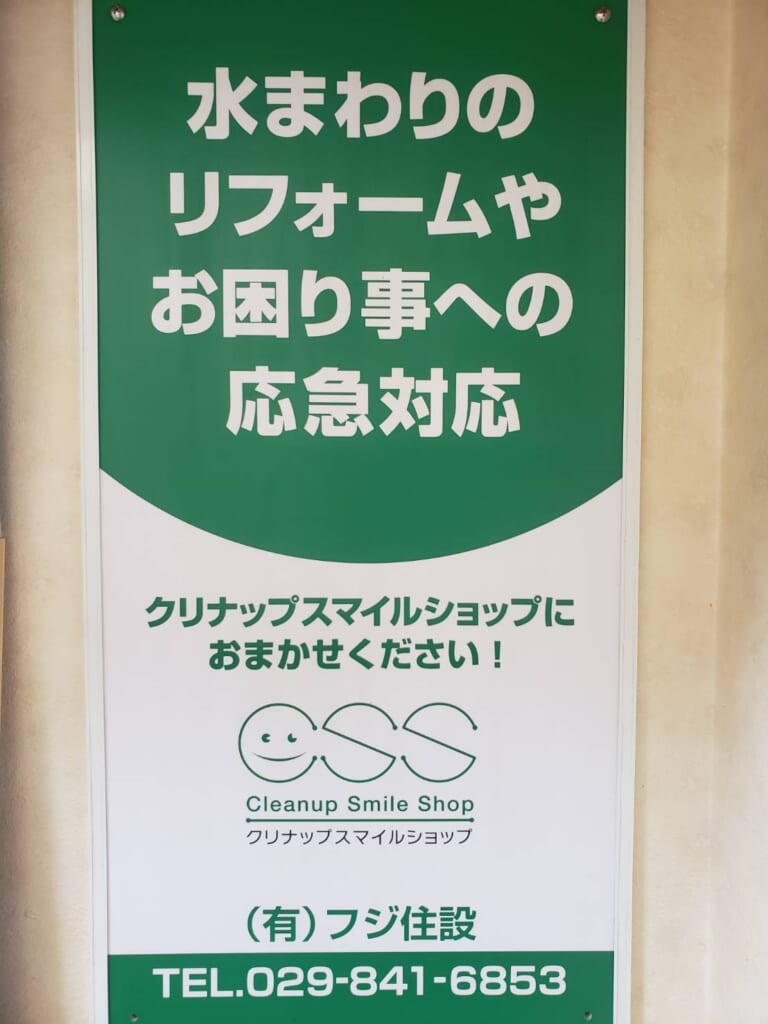 水まわりの
リフォームや
お困り事への
応急対応
クリナップスマイルショップに
おまかせください！
css
Cleanup Smile Shop
クリナップスマイルショップ
（有）フジ住設
TEL.029-841-6853